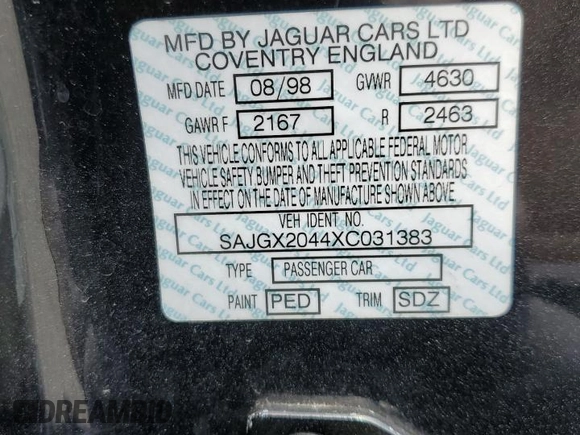 MFD BY JAGUAR CARS LTD
COVENTRY ENGLAND
MFD DATE 08/98 GVWR 4630
GAWR F 2167 R 2463
THIS VEHICLE CONFORMS TO ALL APPLICABLE FEDERAL MOTOR
VEHICLE SAFETY BUMPER AND THEFT PREVENTION STANDARDS
IN EFFECT ON THE DATE OF MANUFACTURE SHOWN ABOVE.
VEH IDENT. NO.
SAJGX2044XC031383
TYPE PASSENGER CAR
PAINT PED TRIM SDZ
DREAMBID